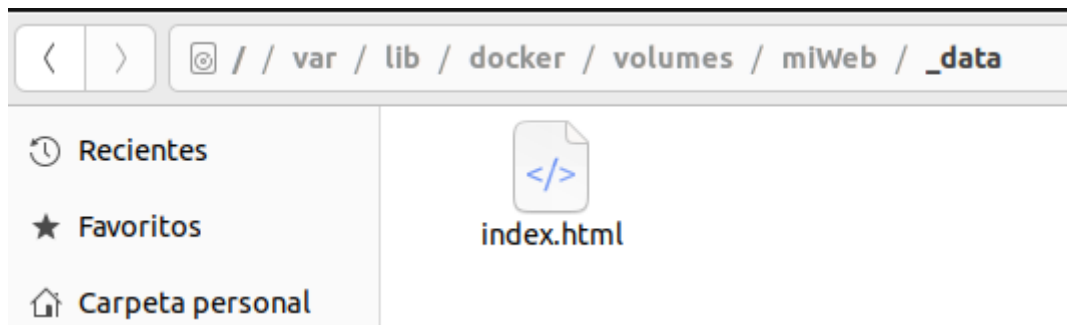 / / var / lib / docker / volumes / miWeb / _data
Recientes
</>
index.html
Favoritos
Carpeta personal